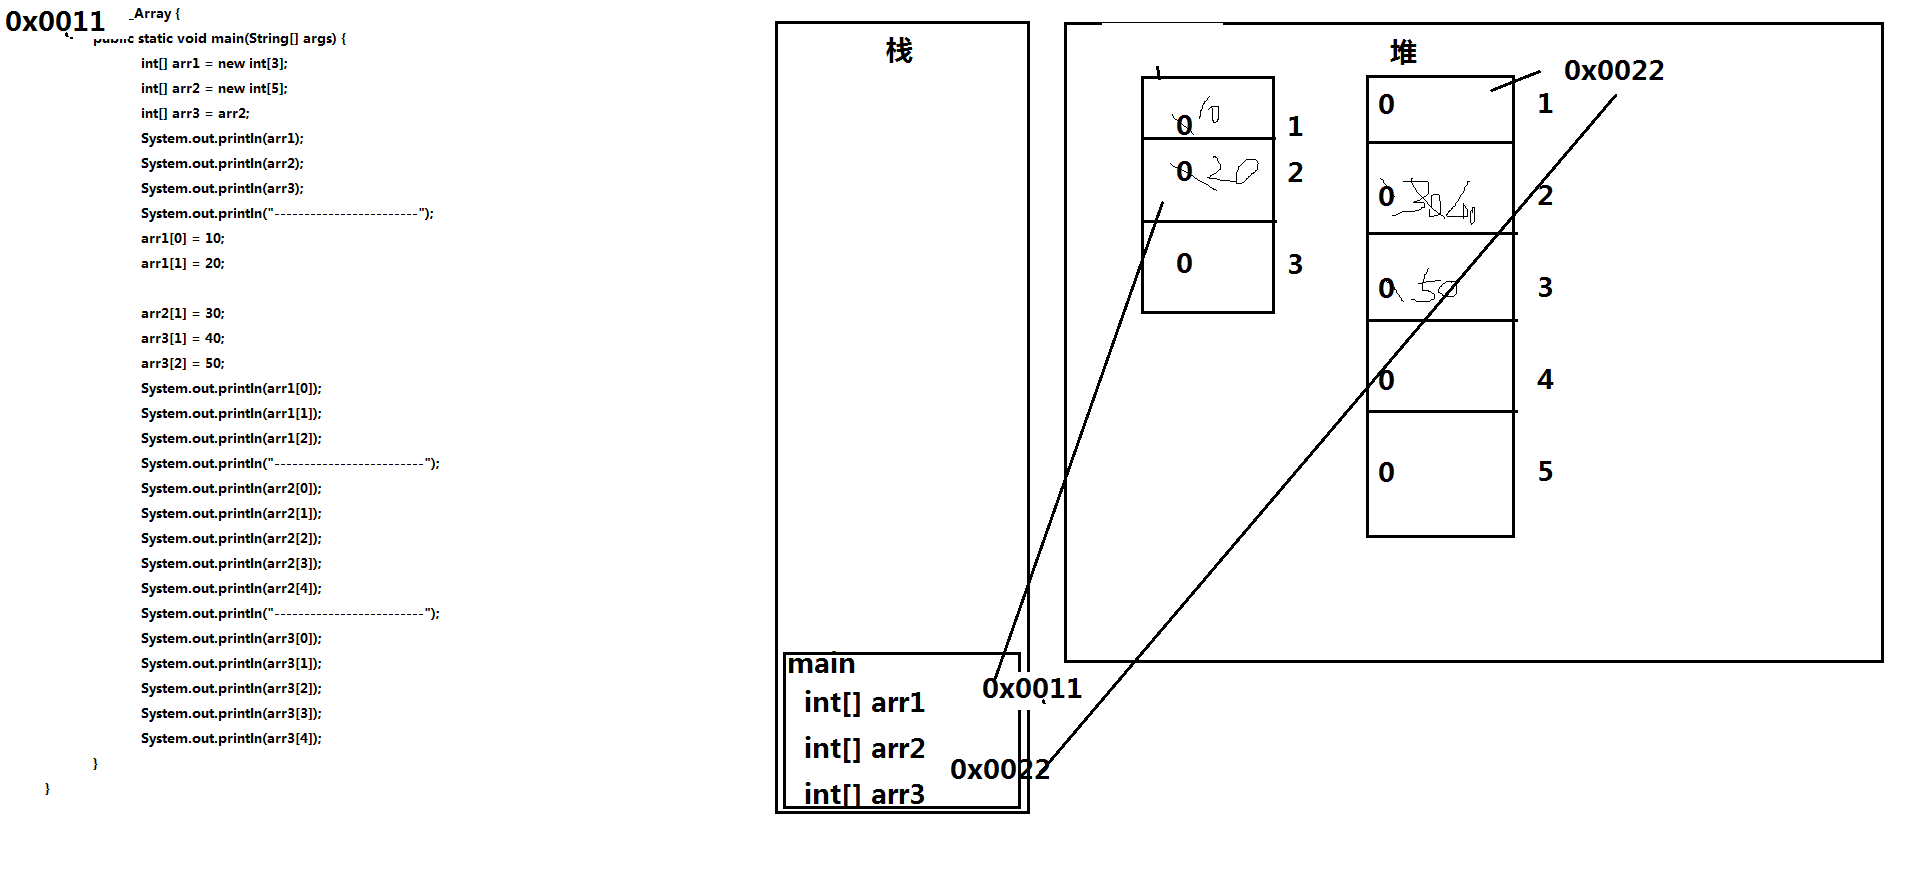 0x0011
_Array {
public static void main(String[] args) {
int[] arr1 = new int[3];
int[] arr2 = new int[5];
int[] arr3 = arr2;
System.out.println(arr1);
System.out.println(arr2);
System.out.println(arr3);
System.out.println("------------------------");
arr1[0] = 10;
arr1[1] = 20;
arr2[1] = 30;
arr3[1] = 40;
arr3[2] = 50;
System.out.println(arr1[0]);
System.out.println(arr1[1]);
System.out.println(arr1[2]);
System.out.println("-------------------------");
System.out.println(arr2[0]);
System.out.println(arr2[1]);
System.out.println(arr2[2]);
System.out.println(arr2[3]);
System.out.println(arr2[4]);
System.out.println("-------------------------");
System.out.println(arr3[0]);
System.out.println(arr3[1]);
System.out.println(arr3[2]);
System.out.println(arr3[3]);
System.out.println(arr3[4]);
}
}
栈
main
int[] arr1 0x0011
int[] arr2
0x0022
int[] arr3
堆
0 10 1
0 20 2
0 3
0x0022
0 1
0 30 40 2
0 50 3
0 4
0 5